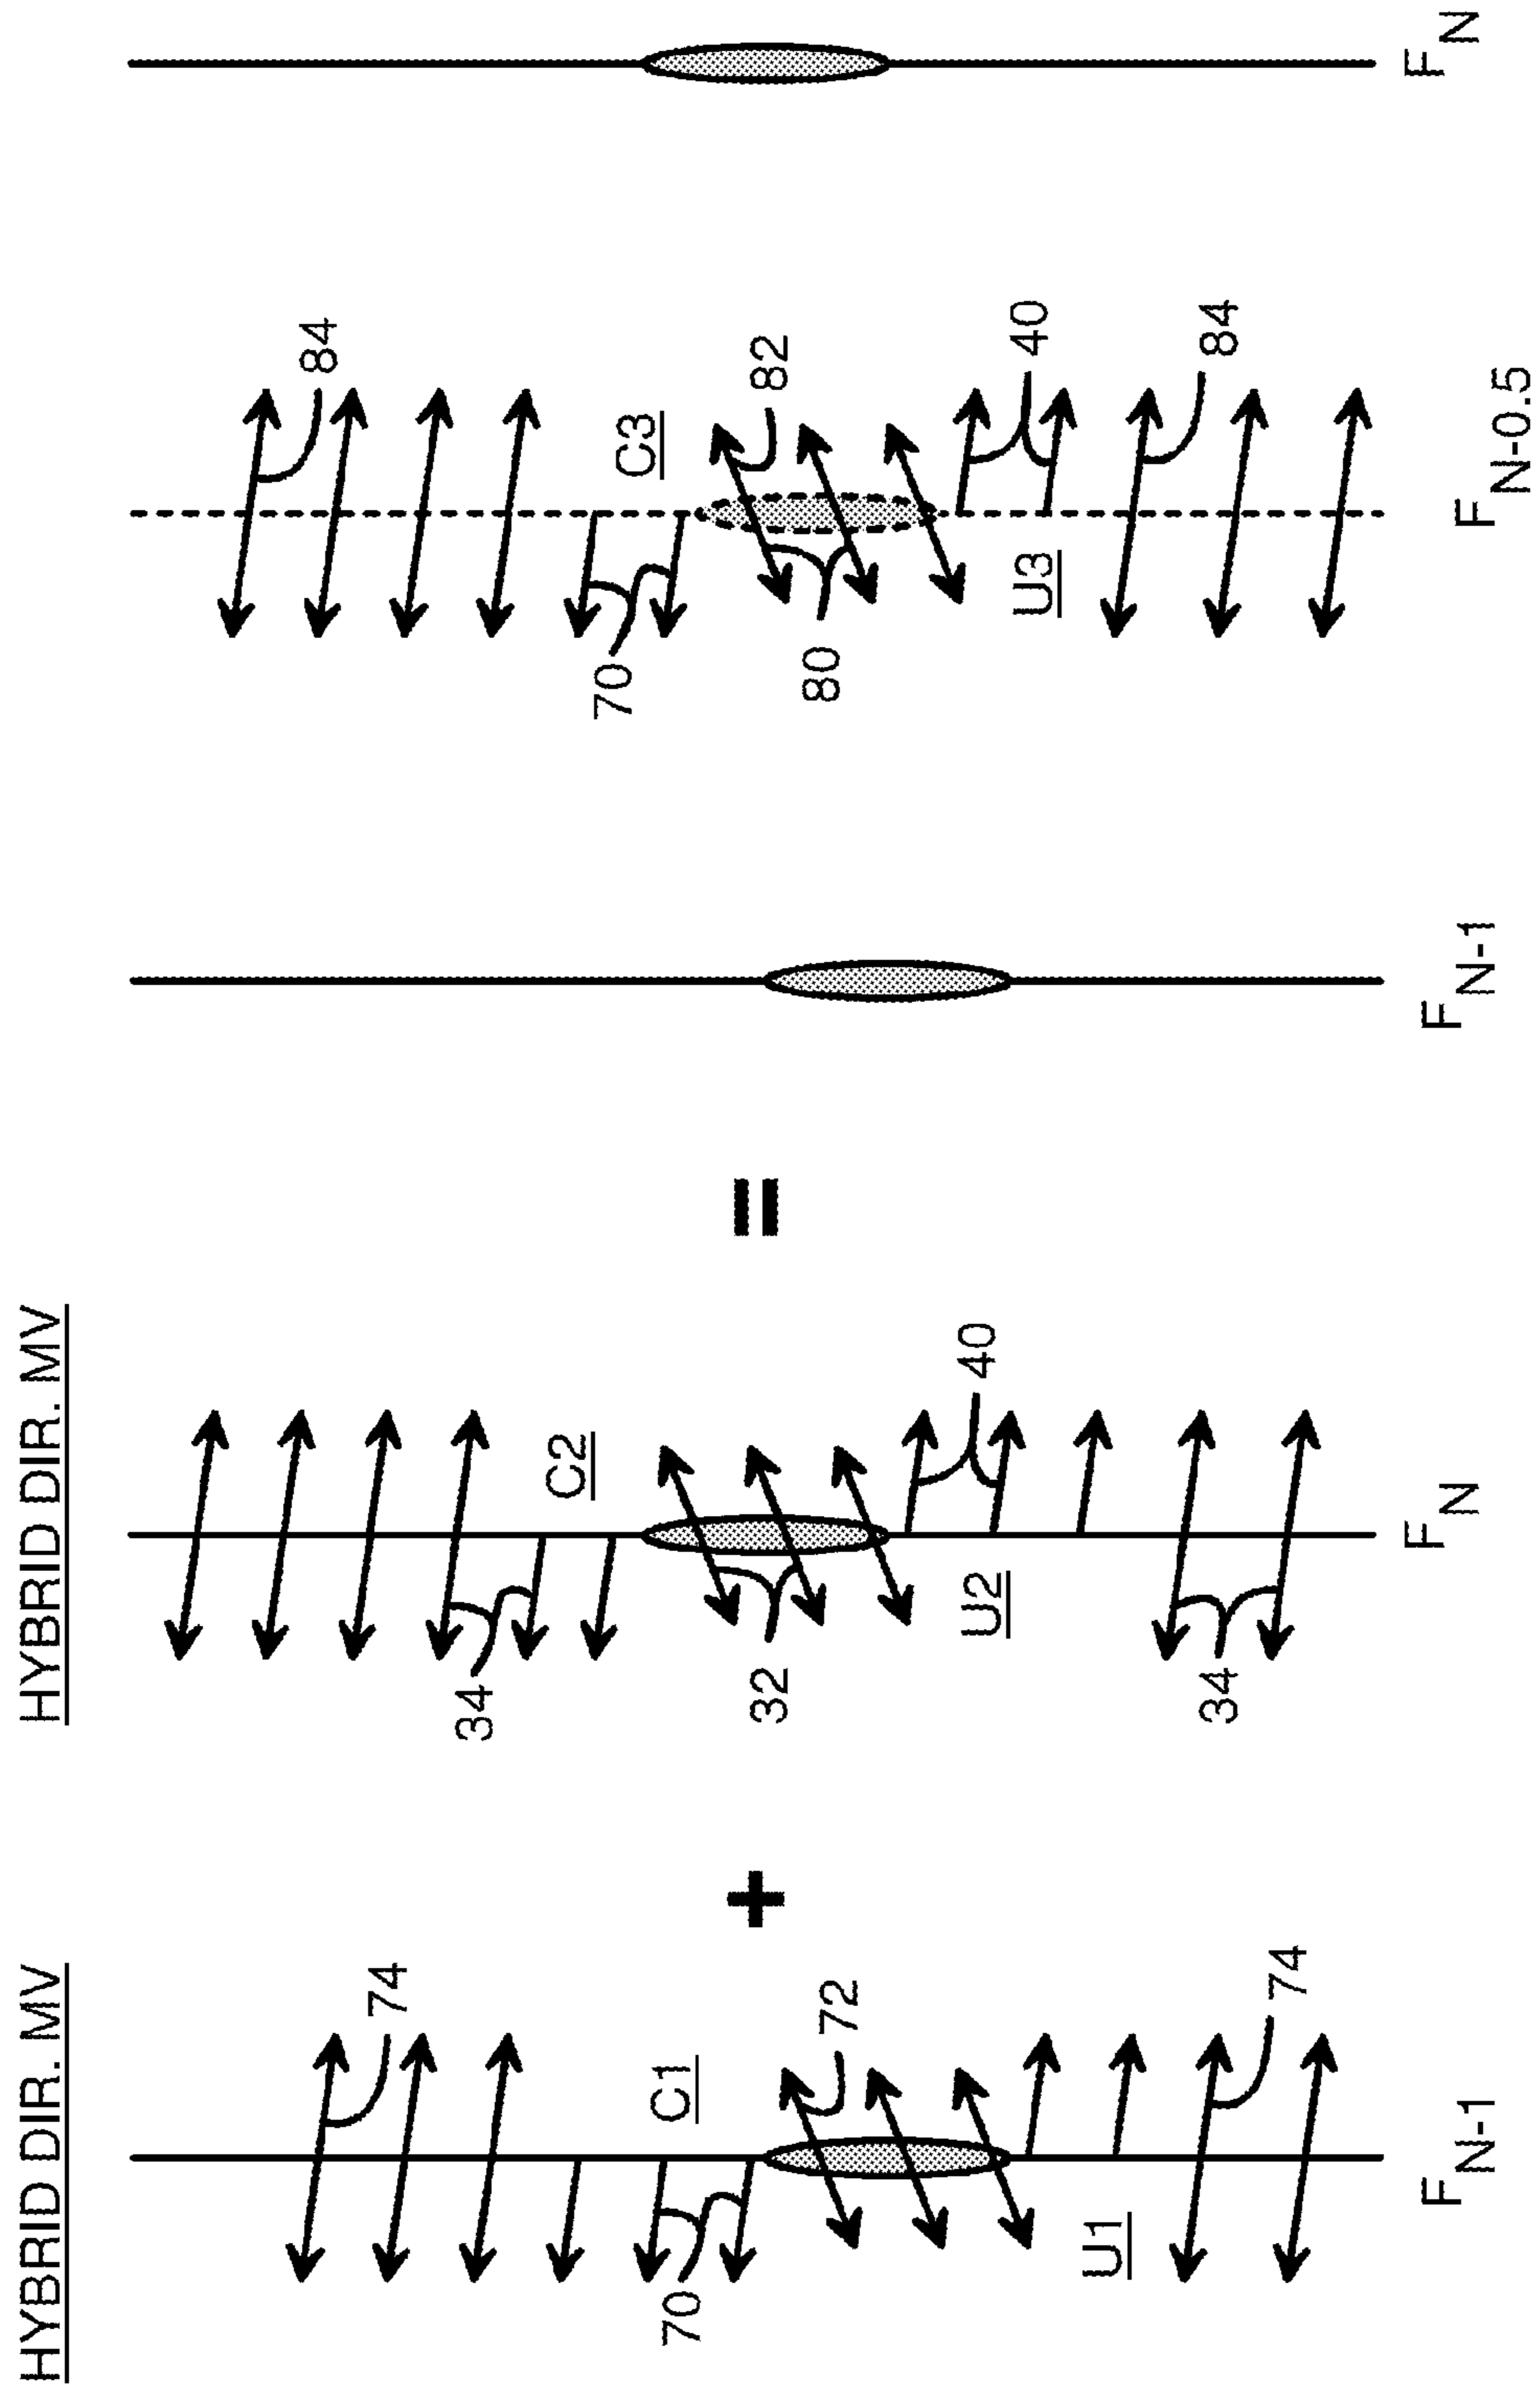 HYBRID DIR. MV
HYBRID DIR. MV
74
C1
70
72
U1
74
F N-1
+
34
C2
32
40
U2
34
F N
=
F N-1
84
70
C3
82
80
40
U3
84
F N-0.5
F N